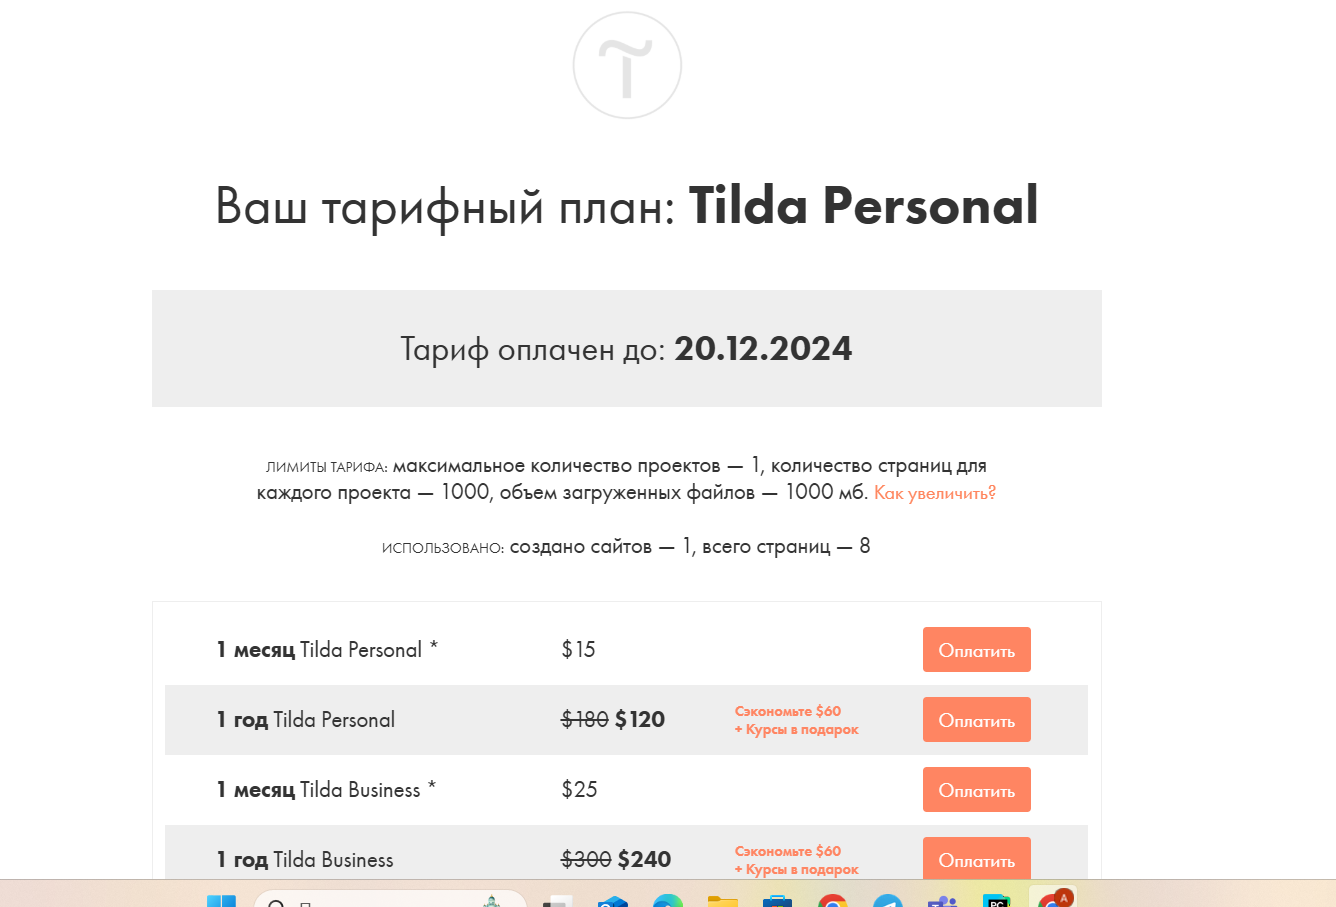 Ваш тарифный план: Tilda Personal
Тариф оплачен до: 20.12.2024
ЛИМИТЫ ТАРИФА: максимальное количество проектов — 1, количество страниц для
каждого проекта — 1000, объем загруженных файлов — 1000 мб. Как увеличить?
ИСПОЛЬЗОВАНО: создано сайтов — 1, всего страниц — 8
1 месяц Tilda Personal * $15 Оплатить
1 год Tilda Personal $180 $120 Сэкономьте $60
+ Курсы в подарок Оплатить
1 месяц Tilda Business * $25 Оплатить
1 год Tilda Business $300 $240 Сэкономьте $60
+ Курсы в подарок Оплатить
PC
A